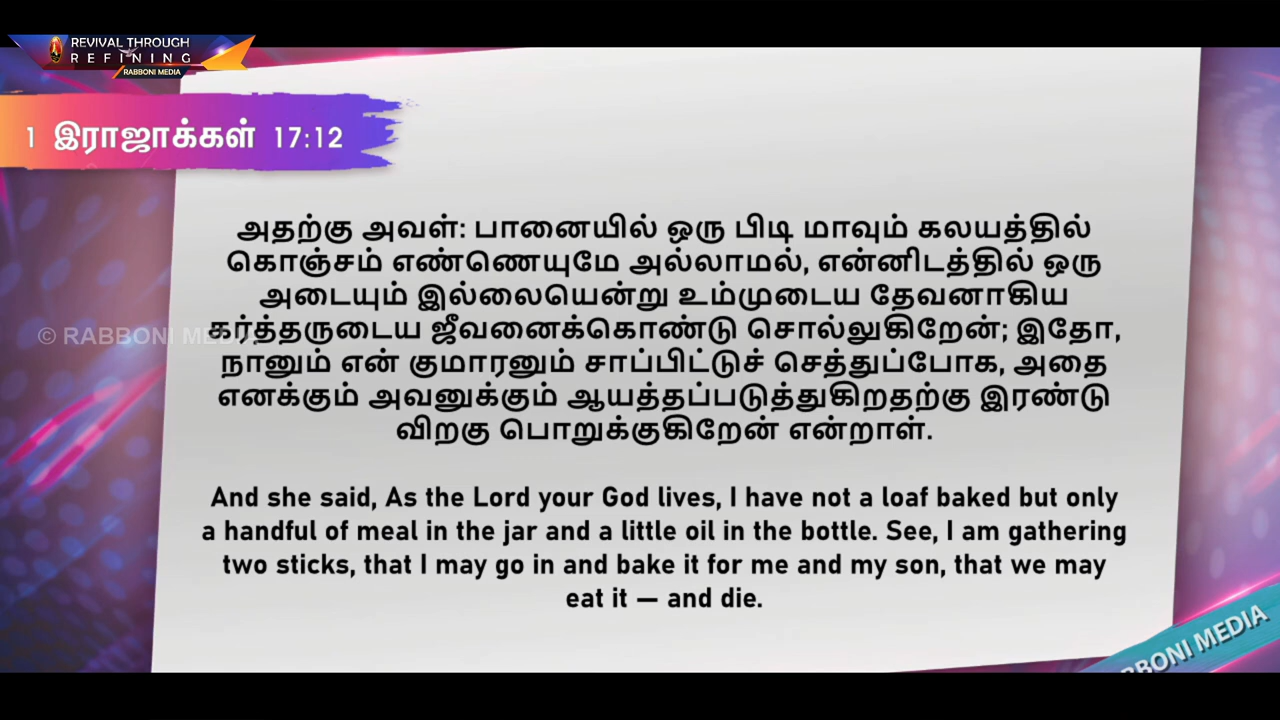 REVIVAL THROUGH
REFINING
RABBONI MEDIA
1 இராஜாக்கள் 17:12
அதற்கு அவள்: பானையில் ஒரு பிடி மாவும் கலயத்தில்
கொஞ்சம் எண்ணெயுமே அல்லாமல், என்னிடத்தில் ஒரு
அடையும் இல்லையென்று உம்முடைய தேவனாகிய
கர்த்தருடைய ஜீவனைக்கொண்டு சொல்லுகிறேன்; இதோ,
நானும் என் குமாரனும் சாப்பிட்டுச் செத்துப்போக, அதை
எனக்கும் அவனுக்கும் ஆயத்தப்படுத்துகிறதற்கு இரண்டு
விறகு பொறுக்குகிறேன் என்றாள்.
© RABBONI MEDIA
And she said, As the Lord your God lives, I have not a loaf baked but only
a handful of meal in the jar and a little oil in the bottle. See, I am gathering
two sticks, that I may go in and bake it for me and my son, that we may
eat it — and die.
BBONI MEDIA